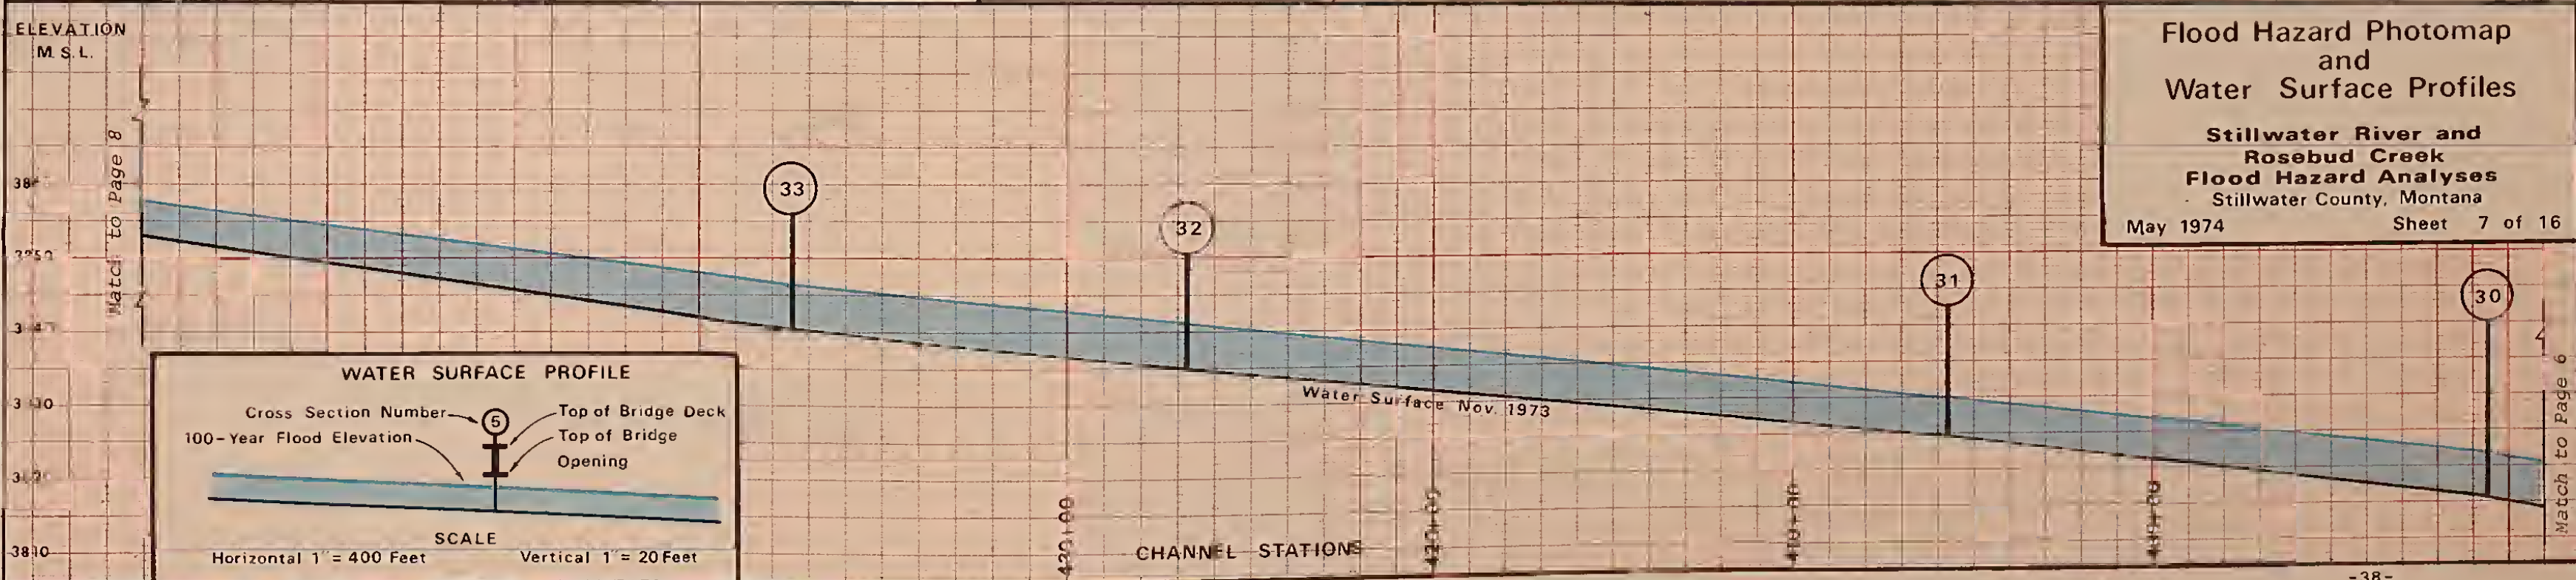 ELEVATION
M.S.L.
Match to Page 8
3810
33
32
31
30
Water Surface Nov. 1973
CHANNEL STATIONS
Match to Page 6
Flood Hazard Photomap
and
Water Surface Profiles
Stillwater River and
Rosebud Creek
Flood Hazard Analyses
Stillwater County, Montana
May 1974 Sheet 7 of 16
WATER SURFACE PROFILE
Cross Section Number
5
Top of Bridge Deck
100-Year Flood Elevation
Top of Bridge
Opening
SCALE
Horizontal 1" = 400 Feet Vertical 1" = 20 Feet
-38-